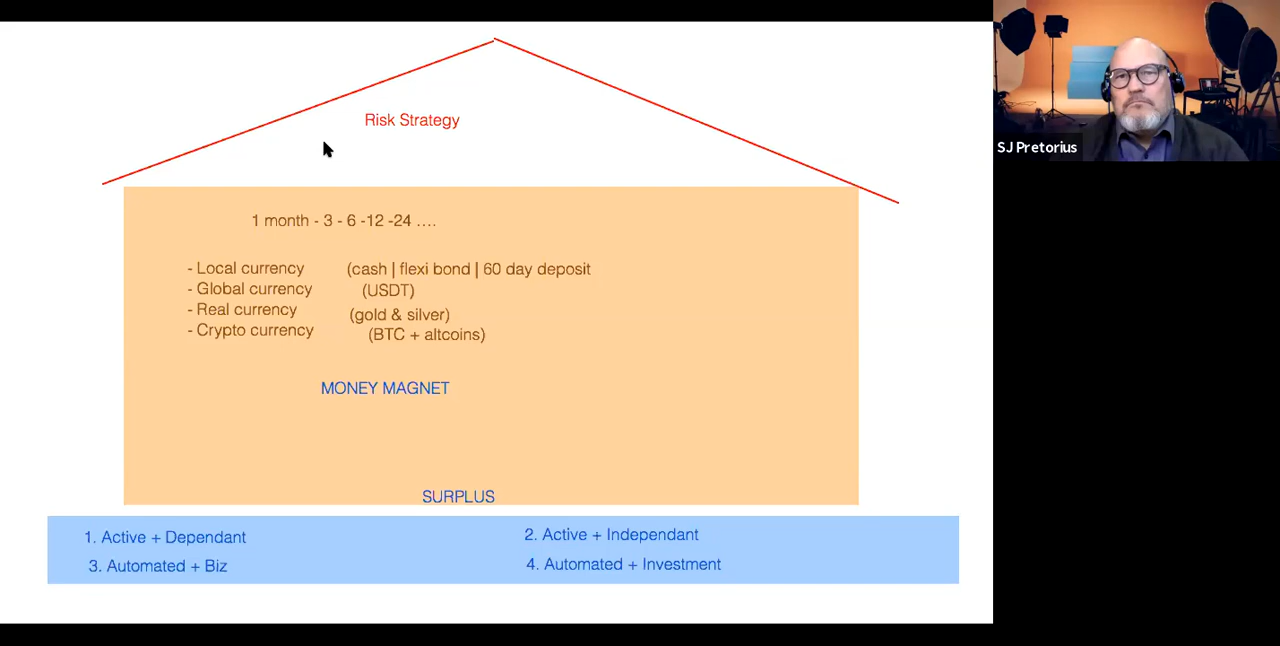 Risk Strategy
SJ Pretorius
1 month - 3 - 6 -12 -24 ....
- Local currency (cash | flexi bond | 60 day deposit
- Global currency (USDT)
- Real currency (gold & silver)
- Crypto currency (BTC + altcoins)
MONEY MAGNET
SURPLUS
1. Active + Dependant 2. Active + Independant
3. Automated + Biz 4. Automated + Investment